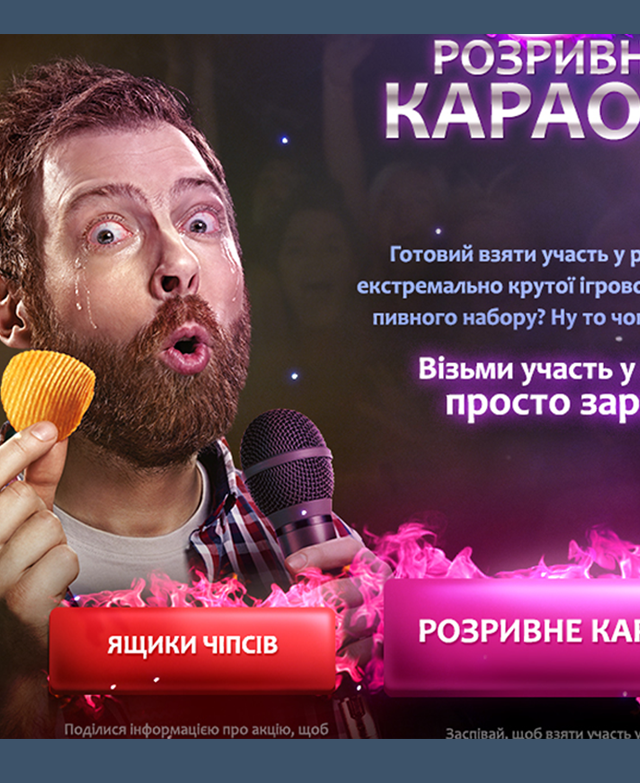 РОЗРИВН
КАРАО
Готовий взяти участь у р
екстремально крутої ігрово
пивного набору? Ну то чо
Візьми участь у
просто зар
ЯЩИКИ ЧІПСІВ
РОЗРИВНЕ КАР
Поділися інформацією про акцію, щоб
Заспівай, щоб взяти участь у